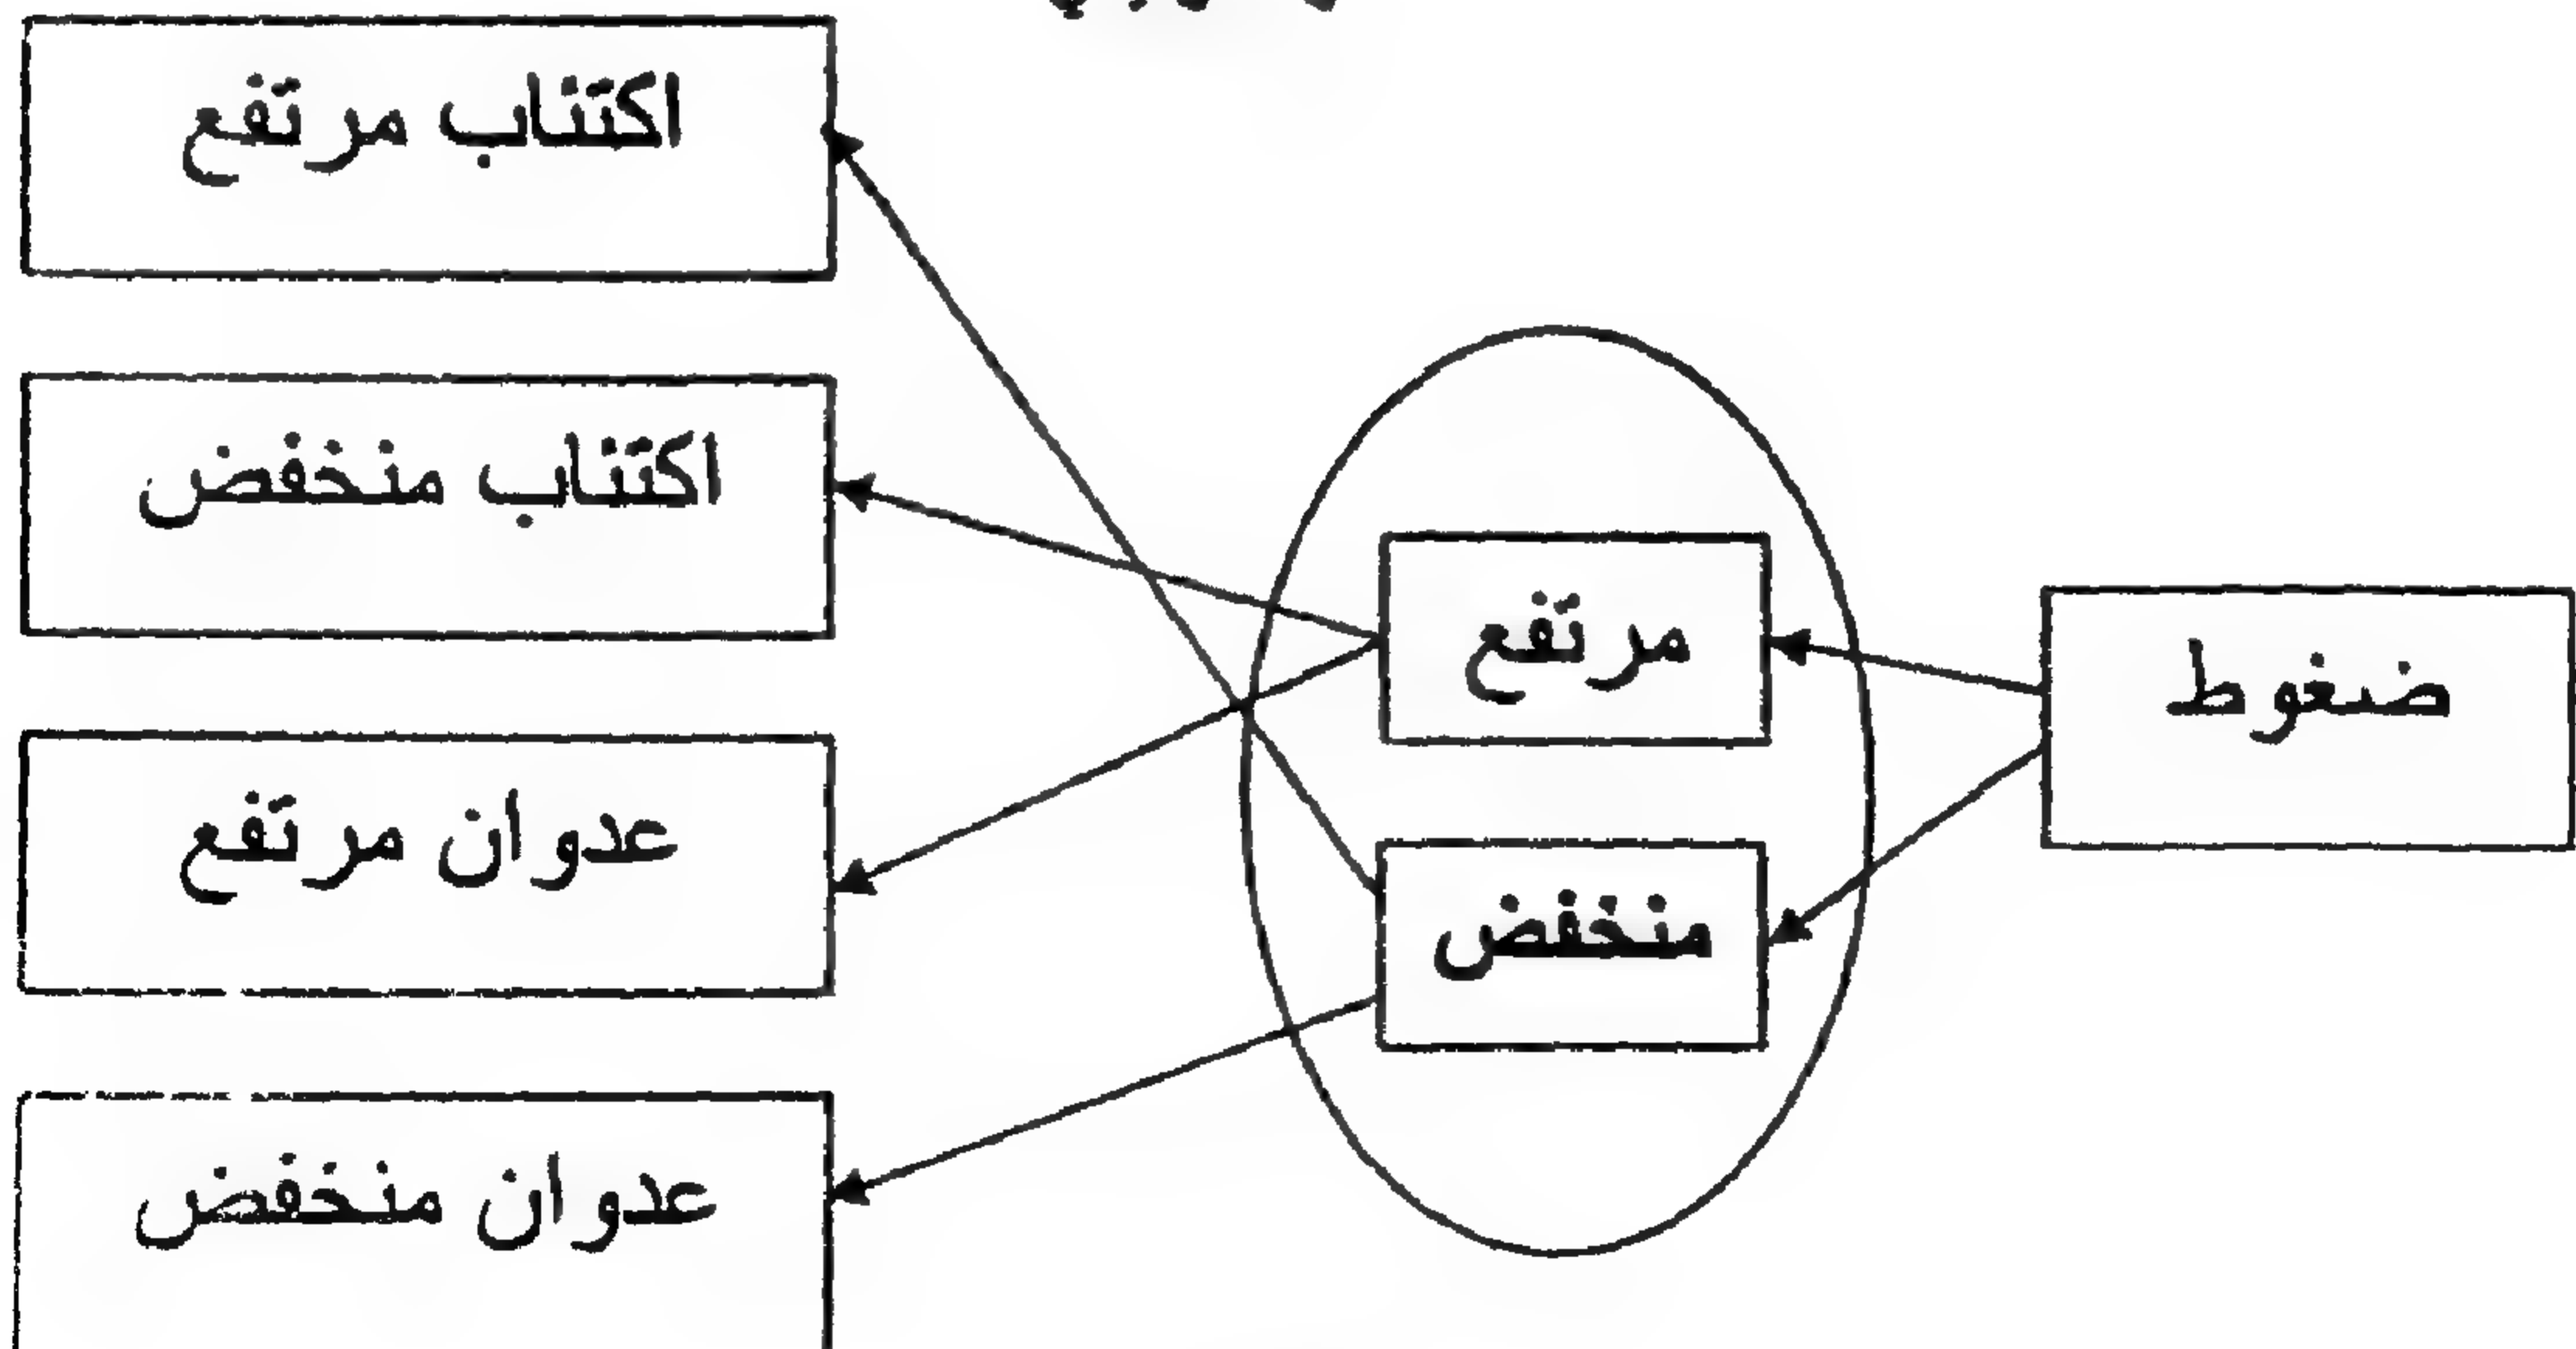 ضغوط
مرتفع
منخفض
اكتئاب مرتفع
اكتئاب منخفض
عدوان مرتفع
عدوان منخفض